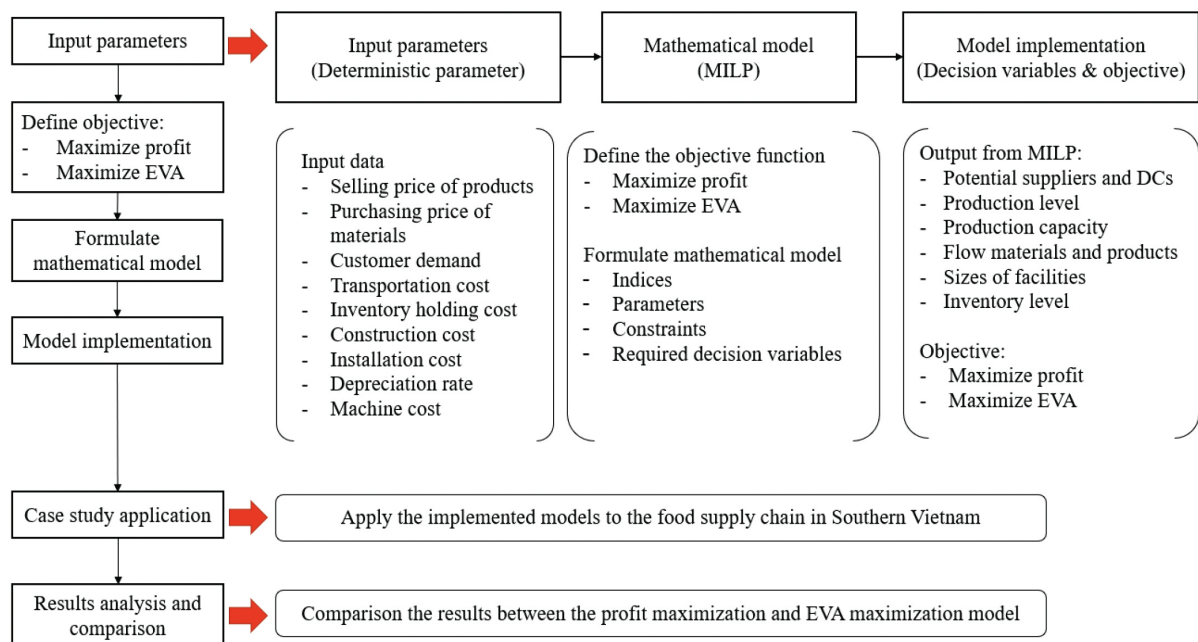 Input parameters
Define objective:
- Maximize profit
- Maximize EVA
Formulate
mathematical model
Model implementation
Case study application
Results analysis and
comparison
Input parameters
(Deterministic parameter)
Mathematical model
(MILP)
Model implementation
(Decision variables & objective)
Input data
- Selling price of products
- Purchasing price of
materials
- Customer demand
- Transportation cost
- Inventory holding cost
- Construction cost
- Installation cost
- Depreciation rate
- Machine cost
Define the objective function
- Maximize profit
- Maximize EVA
Formulate mathematical model
- Indices
- Parameters
- Constraints
- Required decision variables
Output from MILP:
- Potential suppliers and DCs
- Production level
- Production capacity
- Flow materials and products
- Sizes of facilities
- Inventory level
Objective:
- Maximize profit
- Maximize EVA
Apply the implemented models to the food supply chain in Southern Vietnam
Comparison the results between the profit maximization and EVA maximization model